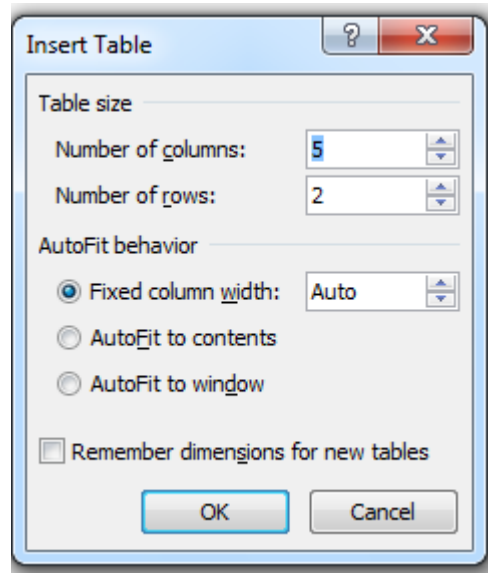 Insert Table
Table size
Number of columns: 5
Number of rows: 2
AutoFit behavior
Fixed column width: Auto
AutoFit to contents
AutoFit to window
Remember dimensions for new tables
OK Cancel